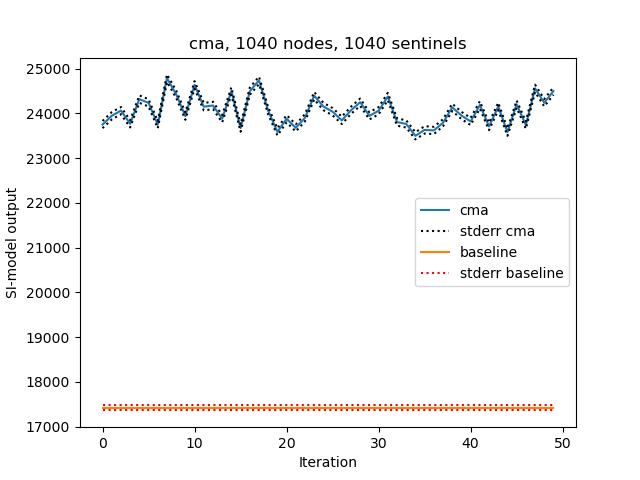 cma, 1040 nodes, 1040 sentinels
25000
24000
23000
22000
21000
20000
19000
18000
17000
SI-model output
cma
stderr cma
baseline
stderr baseline
0
10
20
30
40
50
Iteration